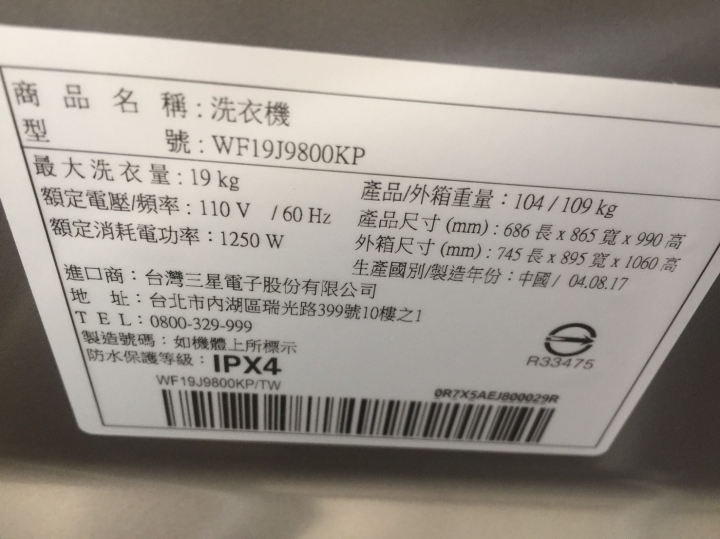 商品名稱:洗衣機
型號:WF19J9800KP
最大洗衣量:19 kg
額定電壓/頻率:110 V / 60 Hz
額定消耗電功率:1250 W
產品/外箱重量:104 / 109 kg
產品尺寸 (mm):686 長 x 865 寬 x 990 高
外箱尺寸 (mm):745 長 x 895 寬 x 1060 高
生產國別/製造年份:中國 / 04.08.17
進口商:台灣三星電子股份有限公司
地址:台北市內湖區瑞光路399號10樓之1
TEL:0800-329-999
製造號碼:如機體上所標示
防水保護等級:IPX4
R33475
WF19J9800KP/TW
0R7X5AEJ800029R